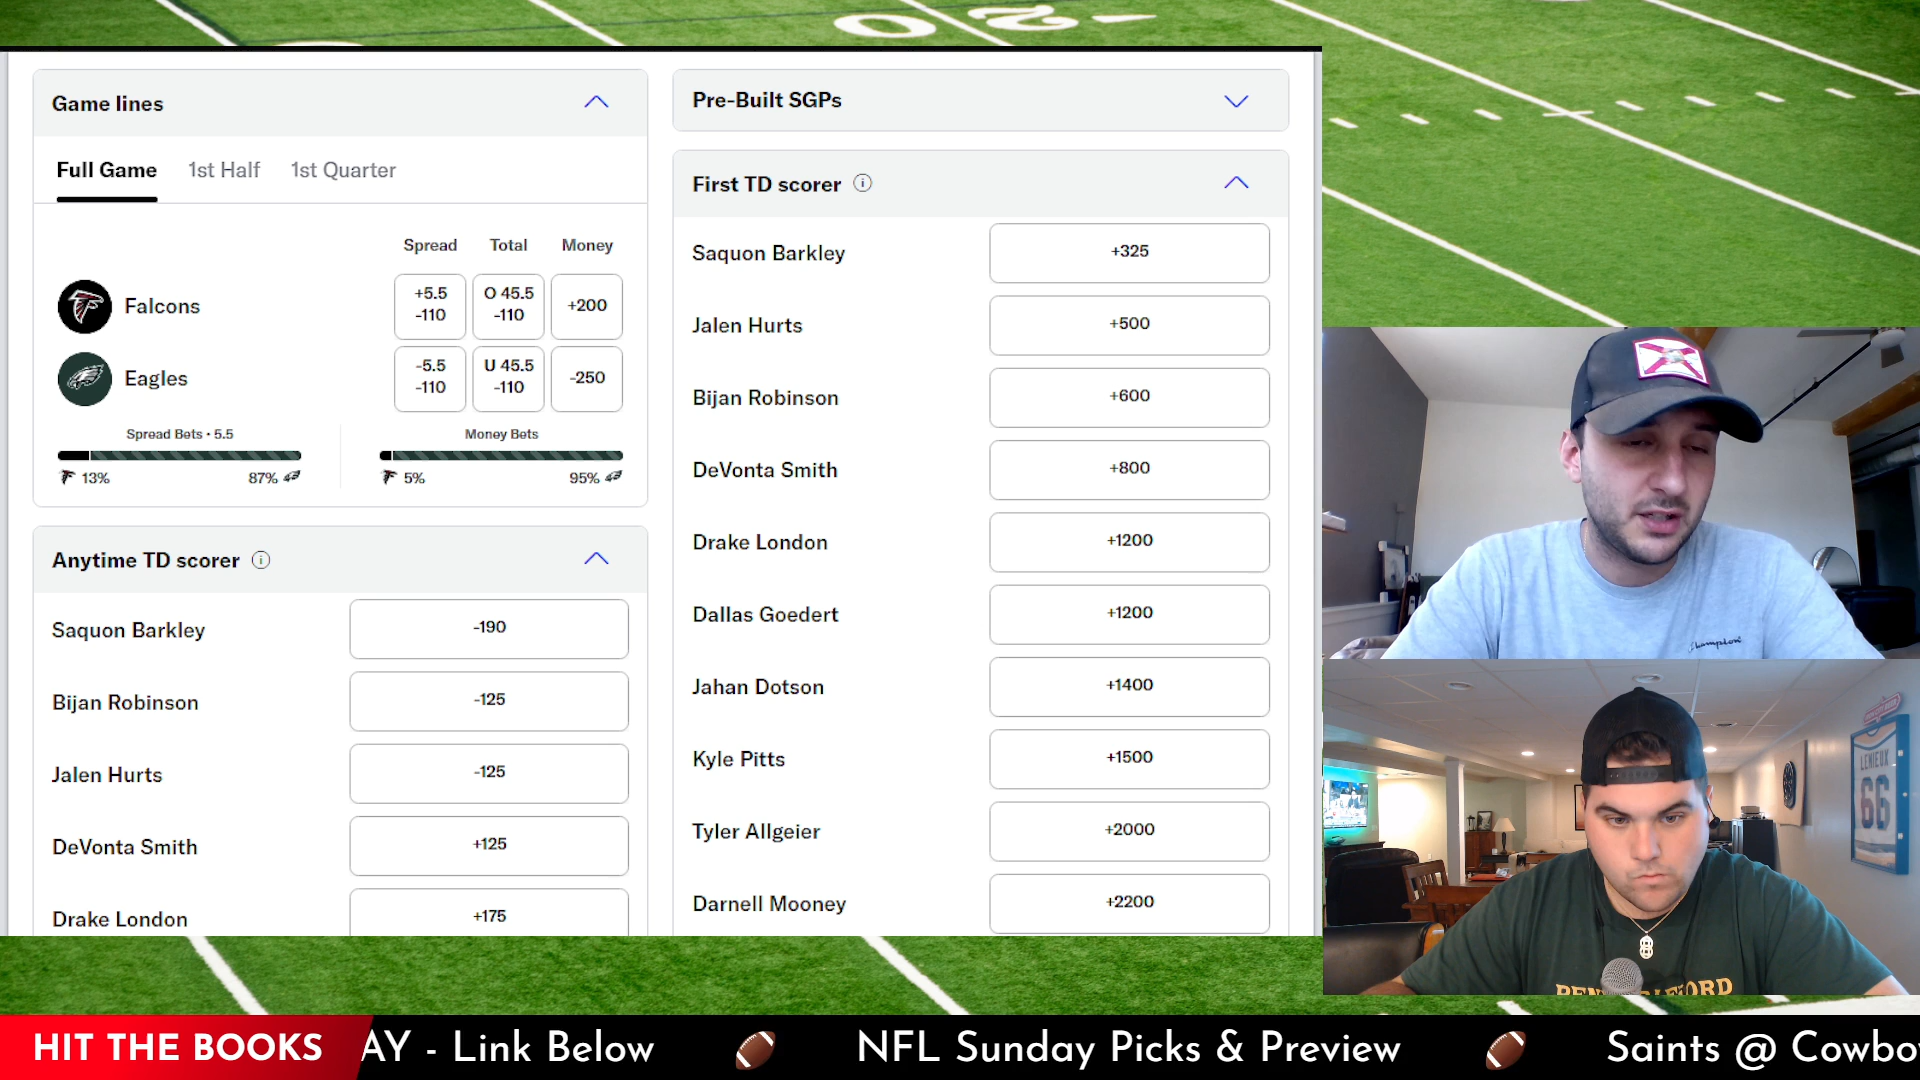 Game lines
Full Game 1st Half 1st Quarter
Spread Total Money
Falcons
+5.5
-110
O 45.5
-110
+200
Eagles
-5.5
-110
U 45.5
-110
-250
Spread Bets • 5.5
13% 87%
Money Bets
5% 95%
Anytime TD scorer
Saquon Barkley -190
Bijan Robinson -125
Jalen Hurts -125
DeVonta Smith +125
Drake London +175
Pre-Built SGPs
First TD scorer
Saquon Barkley +325
Jalen Hurts +500
Bijan Robinson +600
DeVonta Smith +800
Drake London +1200
Dallas Goedert +1200
Jahan Dotson +1400
Kyle Pitts +1500
Tyler Allgeier +2000
Darnell Mooney +2200
Champion
LEMIEUX
66
HIT THE BOOKS
AY - Link Below NFL Sunday Picks & Preview Saints @ Cowbo